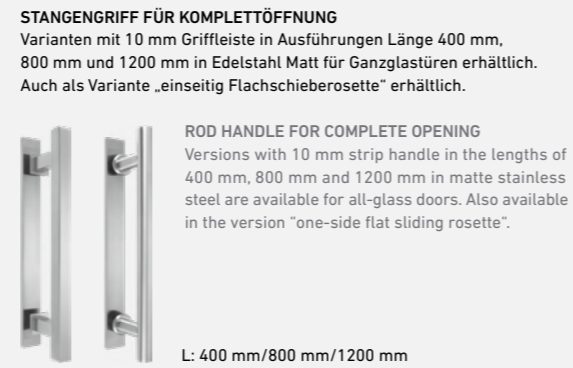 STANGENGRIFF FÜR KOMPLETTÖFFNUNG
Varianten mit 10 mm Griffleiste in Ausführungen Länge 400 mm,
800 mm und 1200 mm in Edelstahl Matt für Ganzglastüren erhältlich.
Auch als Variante „einseitig Flachschieberosette“ erhältlich.
ROD HANDLE FOR COMPLETE OPENING
Versions with 10 mm strip handle in the lengths of
400 mm, 800 mm and 1200 mm in matte stainless
steel are available for all-glass doors. Also available
in the version “one-side flat sliding rosette“.
L: 400 mm/800 mm/1200 mm